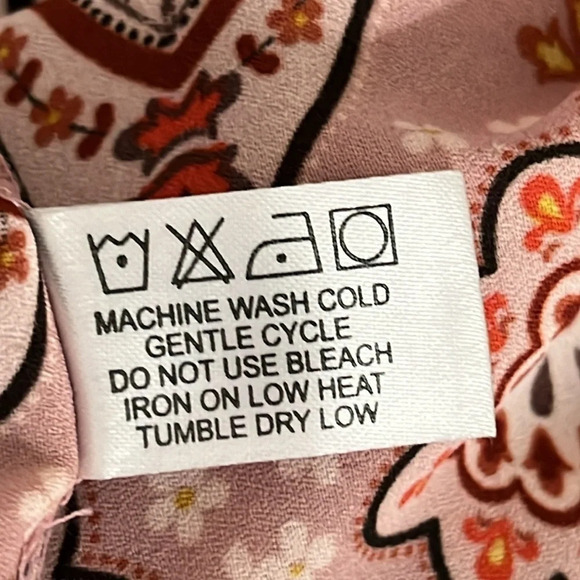 MACHINE WASH COLD
GENTLE CYCLE
DO NOT USE BLEACH
IRON ON LOW HEAT
TUMBLE DRY LOW